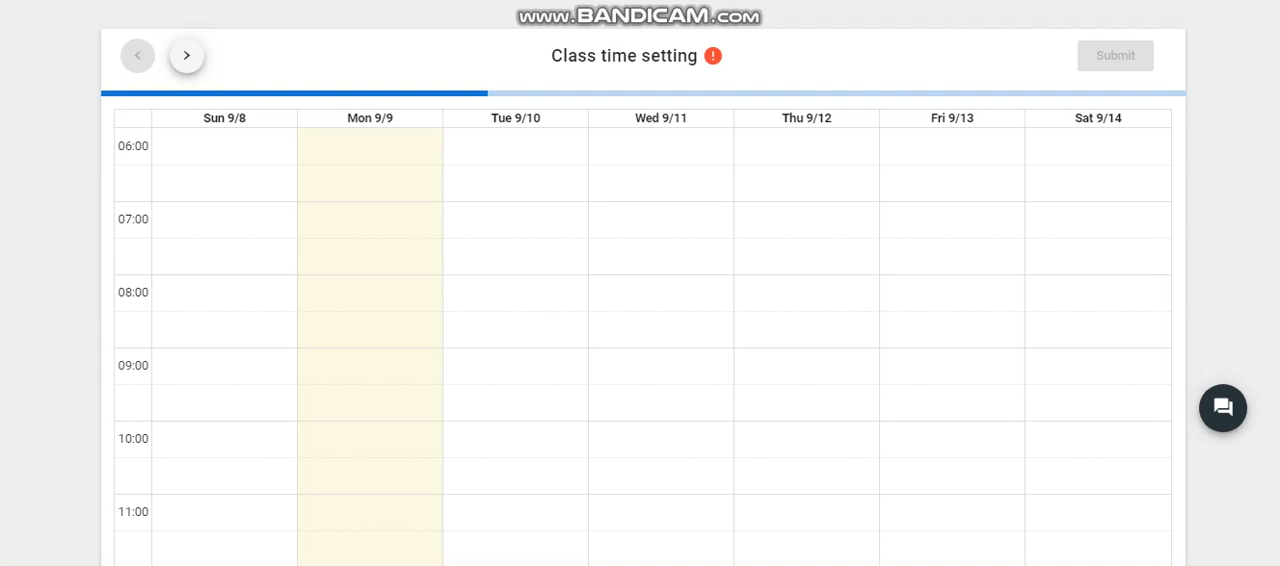 www.BANDICAM.com
Class time setting
Submit
Sun 9/8 Mon 9/9 Tue 9/10 Wed 9/11 Thu 9/12 Fri 9/13 Sat 9/14
06:00
07:00
08:00
09:00
10:00
11:00